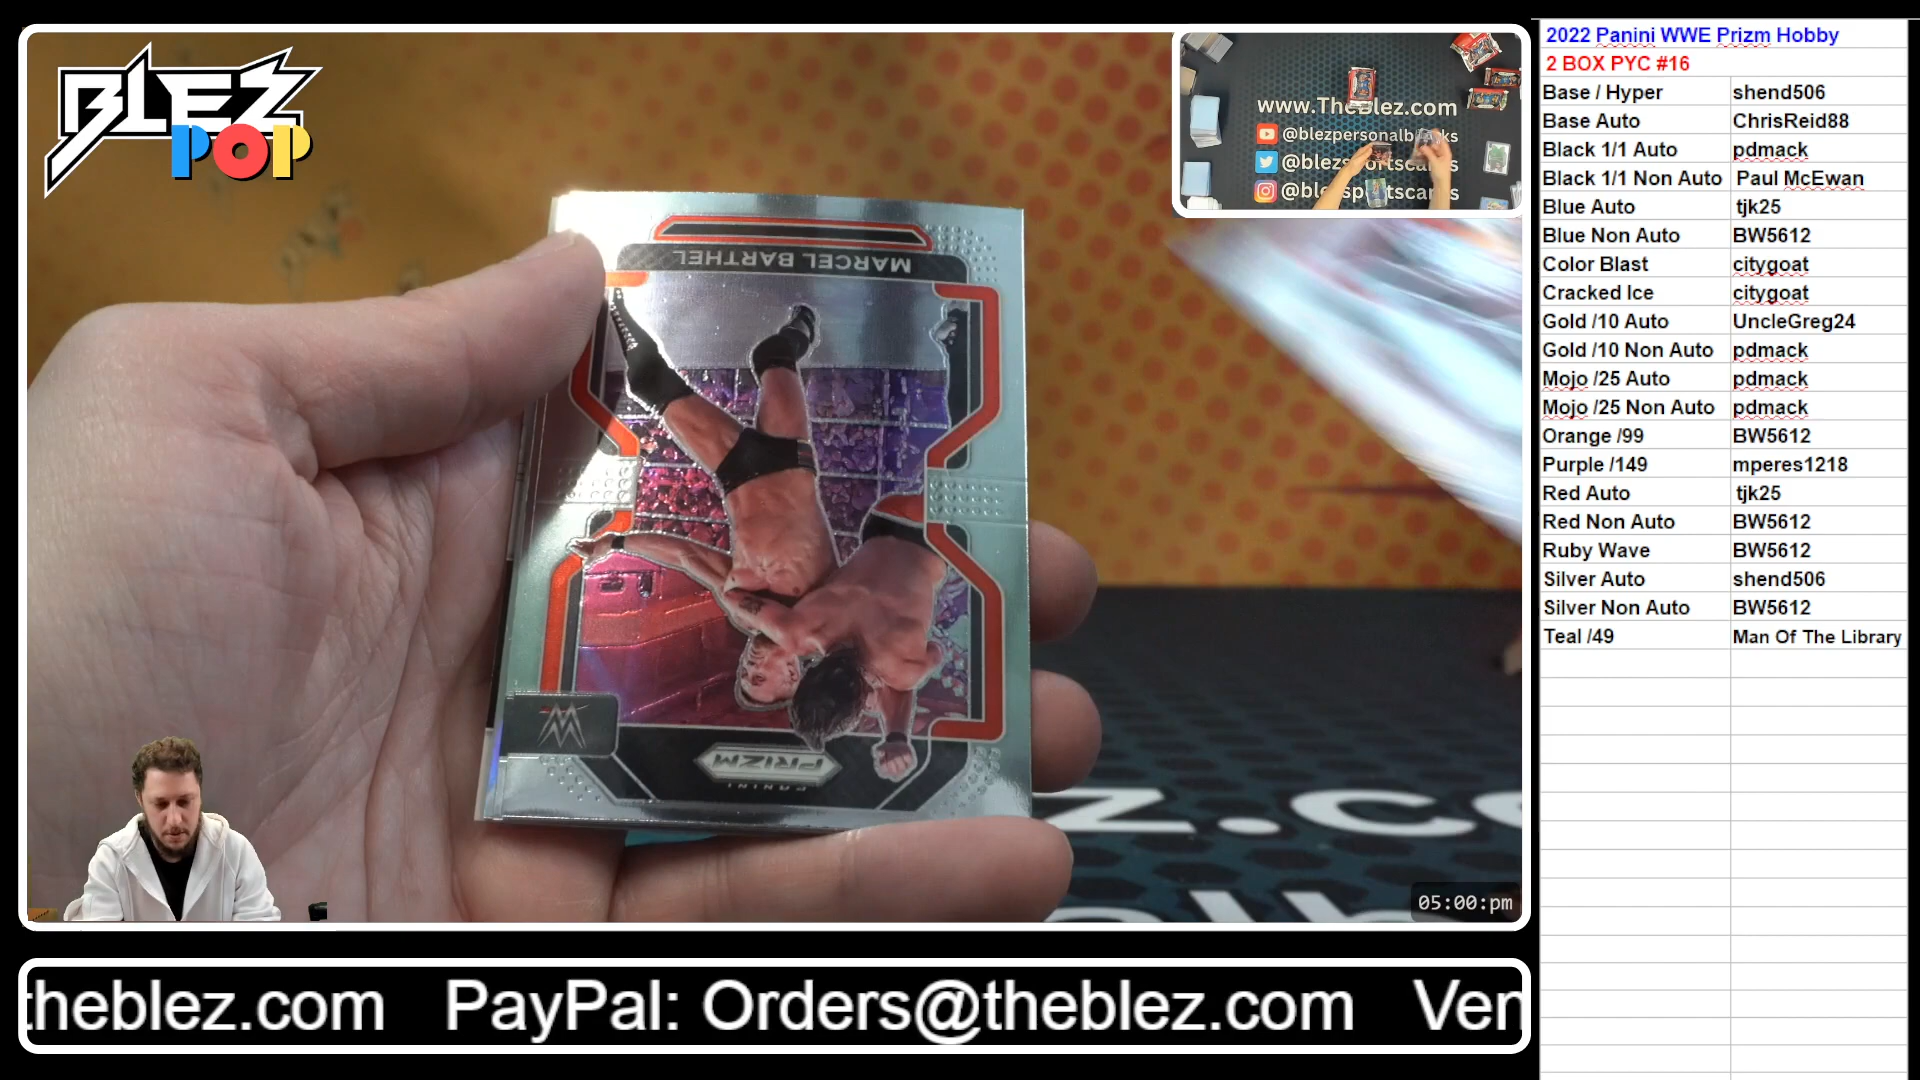 BLEZ
POP
MARCEL BARTHEL
W
PRIZM
PANINI
z.co
www.Theblez.com
@blezpersonalbreaks
@blezsportscards
@blezsportscards
05:00:pm
theblez.com PayPal: Orders@theblez.com Ven
2022 Panini WWE Prizm Hobby
2 BOX PYC #16
Base / Hyper shend506
Base Auto ChrisReid88
Black 1/1 Auto pdmack
Black 1/1 Non Auto Paul McEwan
Blue Auto tjk25
Blue Non Auto BW5612
Color Blast citygoat
Cracked Ice citygoat
Gold /10 Auto UncleGreg24
Gold /10 Non Auto pdmack
Mojo /25 Auto pdmack
Mojo /25 Non Auto pdmack
Orange /99 BW5612
Purple /149 mperes1218
Red Auto tjk25
Red Non Auto BW5612
Ruby Wave BW5612
Silver Auto shend506
Silver Non Auto BW5612
Teal /49 Man Of The Library